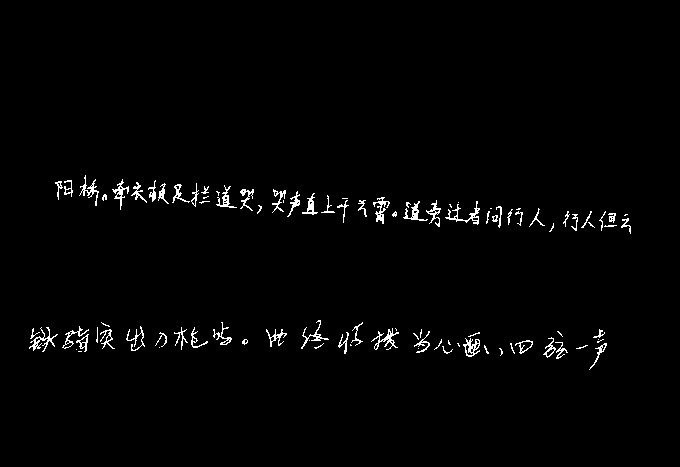 阳桥。牵衣顿足拦道哭，哭声直上干云霄。道旁过者问行人，行人但云
铁骑突出刀枪鸣。曲终收拨当心画，四弦一声